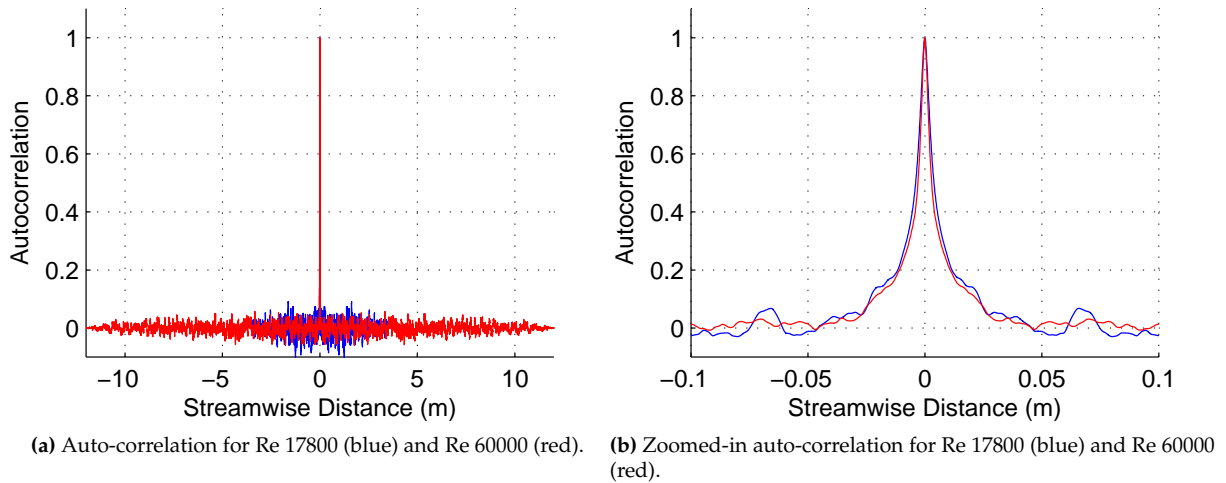 1
0.8
0.6
0.4
0.2
0
Autocorrelation
−10 −5 0 5 10
Streamwise Distance (m)
(a) Auto-correlation for Re 17800 (blue) and Re 60000 (red).
1
0.8
0.6
0.4
0.2
0
Autocorrelation
−0.1 −0.05 0 0.05 0.1
Streamwise Distance (m)
(b) Zoomed-in auto-correlation for Re 17800 (blue) and Re 60000
(red).